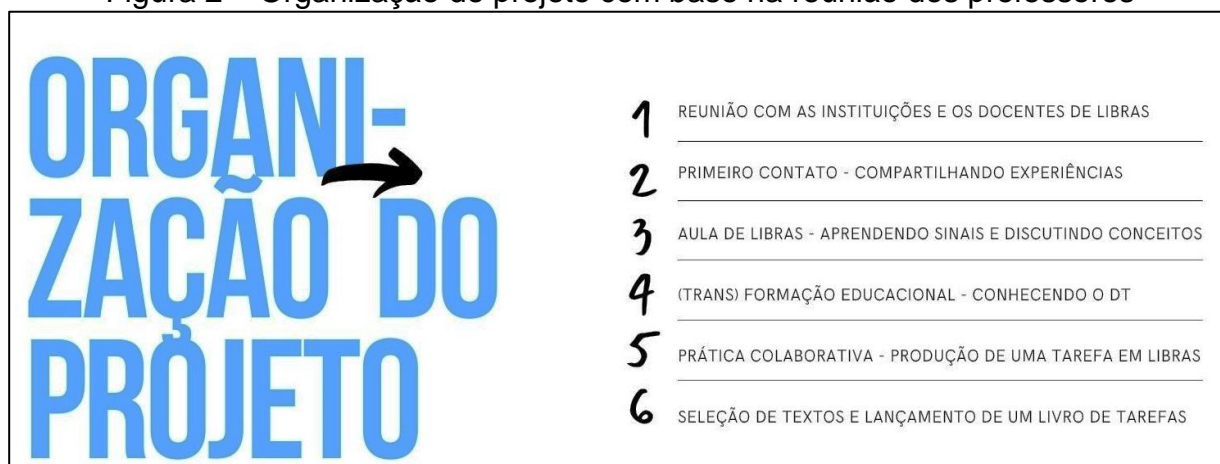 Figura 2 – Organização do projeto com base na reunião dos professores
ORGANI-
ZAÇÃO DO
PROJETO
1 REUNIÃO COM AS INSTITUIÇÕES E OS DOCENTES DE LIBRAS
2 PRIMEIRO CONTATO - COMPARTILHANDO EXPERIÊNCIAS
3 AULA DE LIBRAS - APRENDENDO SINAIS E DISCUTINDO CONCEITOS
4 (TRANS) FORMAÇÃO EDUCACIONAL - CONHECENDO O DT
5 PRÁTICA COLABORATIVA - PRODUÇÃO DE UMA TAREFA EM LIBRAS
6 SELEÇÃO DE TEXTOS E LANÇAMENTO DE UM LIVRO DE TAREFAS